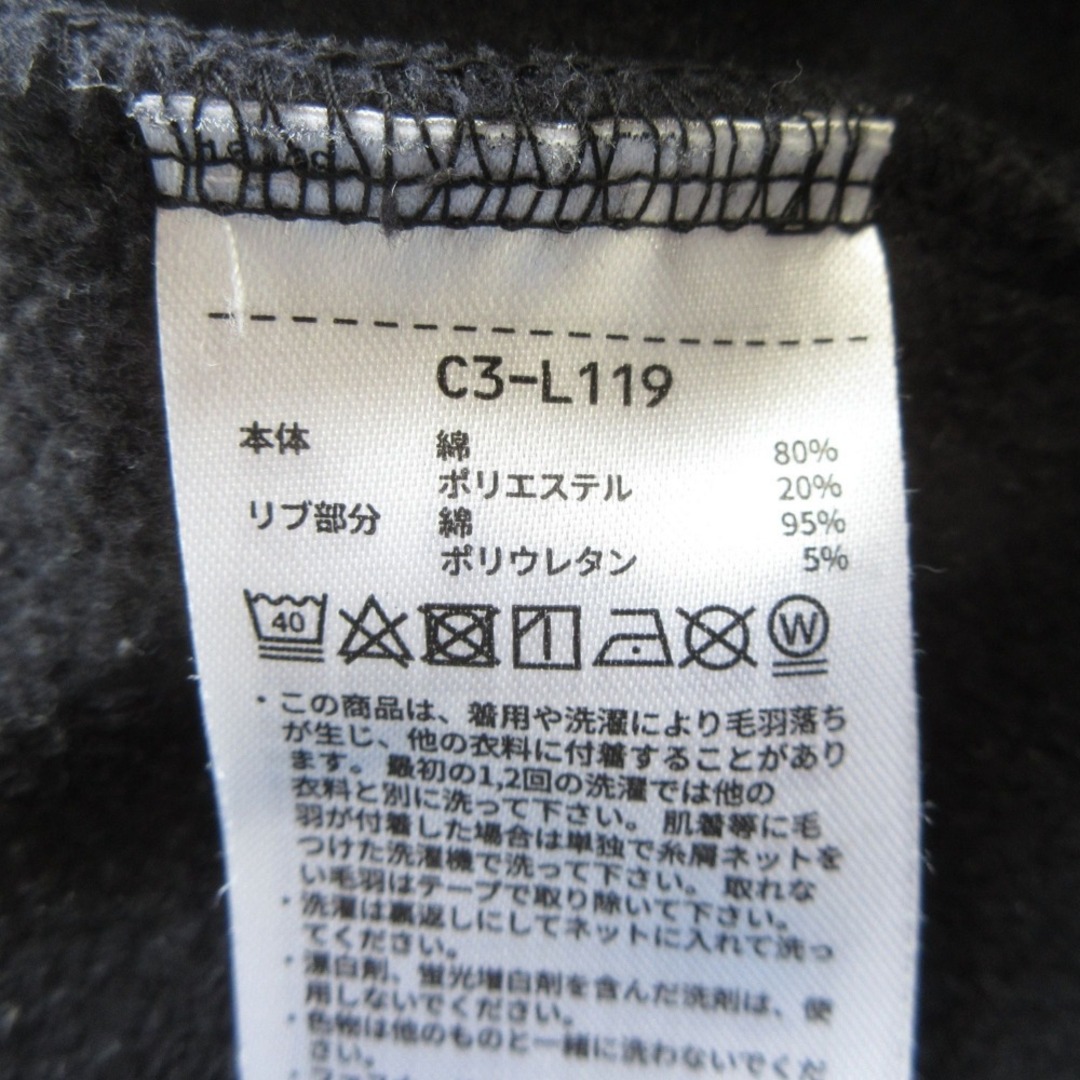 C3-L119
本体 綿 80%
ポリエステル 20%
リブ部分 綿 95%
ポリウレタン 5%
40 W
・この商品は、着用や洗濯により毛羽落ち
が生じ、他の衣料に付着することがあり
ます。最初の1,2回の洗濯では他の
衣料と別に洗って下さい。肌着等に毛
羽が付着した場合は単独で糸屑ネットを
つけた洗濯機で洗って下さい。取れな
い毛羽はテープで取り除いて下さい。
・洗濯は裏返しにしてネットに入れて洗っ
てください。
・漂白剤、蛍光増白剤を含んだ洗剤は、使
用しないでください。
・色物は他のものと一緒に洗わないでくだ
さい。